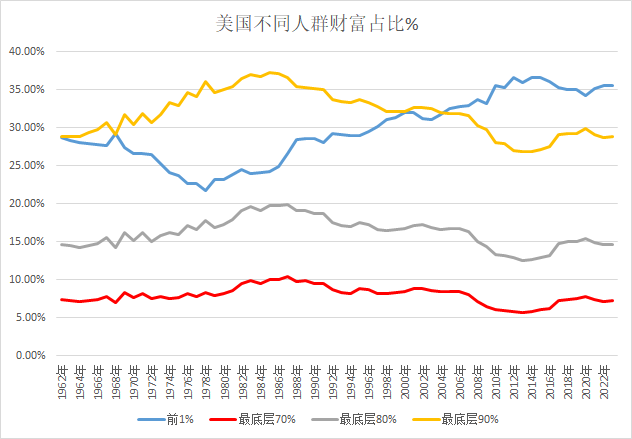 美国不同人群财富占比%
40.00%
35.00%
30.00%
25.00%
20.00%
15.00%
10.00%
5.00%
0.00%
1962年
1964年
1966年
1968年
1970年
1972年
1974年
1976年
1978年
1980年
1982年
1984年
1986年
1988年
1990年
1992年
1994年
1996年
1998年
2000年
2002年
2004年
2006年
2008年
2010年
2012年
2014年
2016年
2018年
2020年
2022年
前1% 最底层70% 最底层80% 最底层90%